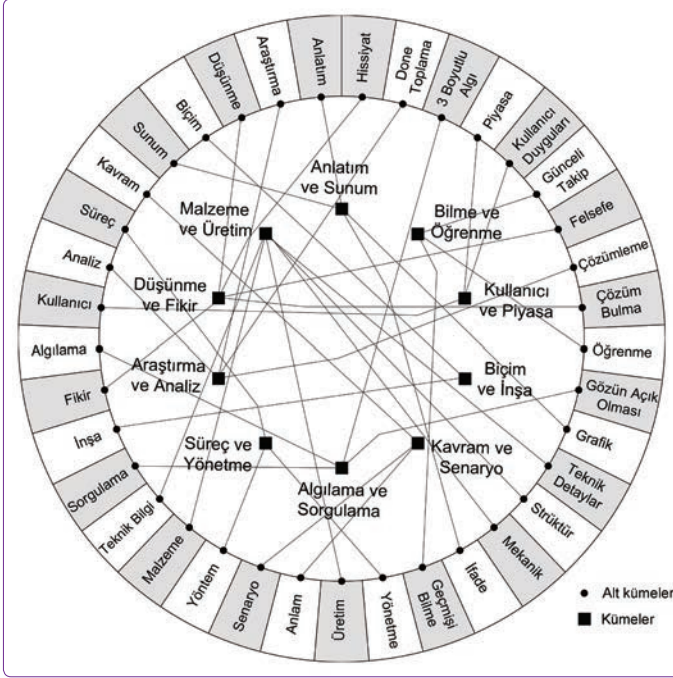 Hissiyat
Done
Toplama
3 Boyutlu
Algı
Piyasa
Kullanıcı
Duyguları
Günceli
Takip
Felsefe
Çözümleme
Çözüm
Bulma
Öğrenme
Gözün Açık
Olması
Grafik
Teknik
Detaylar
Strüktür
Mekanik
İfade
Geçmişi
Bilme
Yönetme
Üretim
Anlam
Senaryo
Yöntem
Malzeme
Teknik Bilgi
Sorgulama
İnşa
Fikir
Algılama
Kullanıcı
Analiz
Süreç
Kavram
Sunum
Biçim
Düşünme
Araştırma
Anlatım
Anlatım
ve Sunum
Malzeme
ve Üretim
Bilme ve
Öğrenme
Düşünme
ve Fikir
Kullanıcı
ve Piyasa
Araştırma
ve Analiz
Biçim
ve İnşa
Süreç ve
Yönetme
Kavram ve
Senaryo
Algılama ve
Sorgulama
Alt kümeler
Kümeler